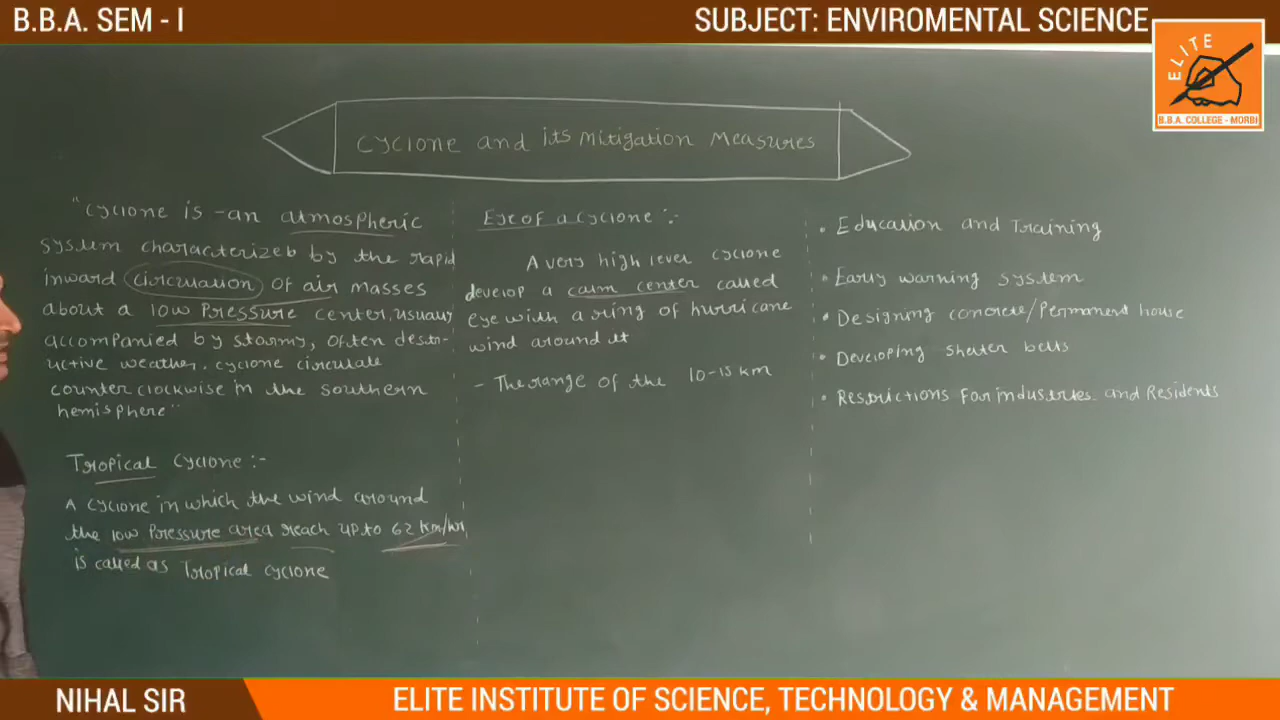 B.B.A. SEM - I
SUBJECT: ENVIROMENTAL SCIENCE
ELITE
B.B.A. COLLEGE - MORBI
Cyclone and its Mitigation Measures
"Cyclone is -an atmospheric
system characterized by the rapid
inward circulation of air masses
about a low Pressure center, usually
accompanied by stormy, often destr-
uctive weather. cyclone circulate
counter clockwise in the southern
hemisphere"
Tropical Cyclone :-
A cyclone in which the wind around
the low Pressure area reach up to 62 km/hr,
is called as Tropical cyclone
Eye of a cyclone :-
A very high lever cyclone
develop a calm center called
eye with a ring of hurricane
wind around it
- The range of the 10-15 km
• Education and Training
• Early warning system
• Designing concrete/Permanent house
• Developing shelter belts
• Restrictions For industries and Residents
NIHAL SIR
ELITE INSTITUTE OF SCIENCE, TECHNOLOGY & MANAGEMENT